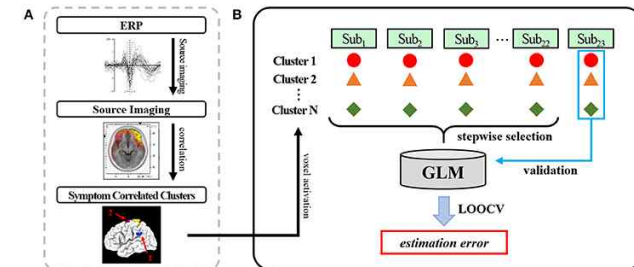 A
ERP
Source imaging
Source Imaging
correlation
Symptom Correlated Clusters
voxel activation
B
Sub1 Sub2 Sub3 ... Sub22 Sub23
Cluster 1
Cluster 2
⋮
Cluster N
stepwise selection
GLM
validation
LOOCV
estimation error